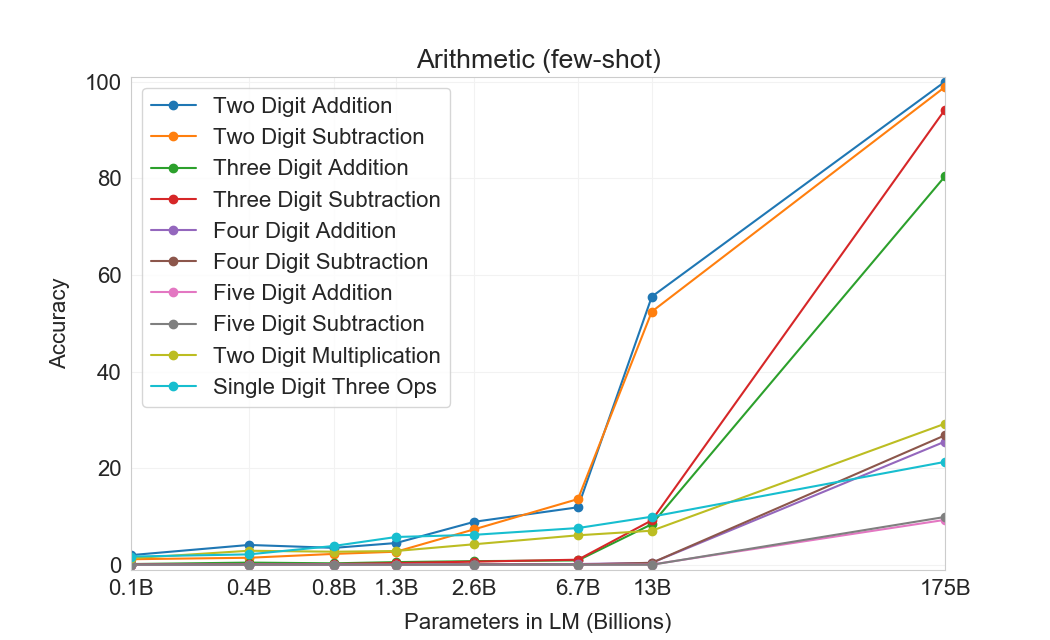 Arithmetic (few-shot)
100
80
60
40
20
0
Accuracy
Two Digit Addition
Two Digit Subtraction
Three Digit Addition
Three Digit Subtraction
Four Digit Addition
Four Digit Subtraction
Five Digit Addition
Five Digit Subtraction
Two Digit Multiplication
Single Digit Three Ops
0.1B 0.4B 0.8B 1.3B 2.6B 6.7B 13B 175B
Parameters in LM (Billions)